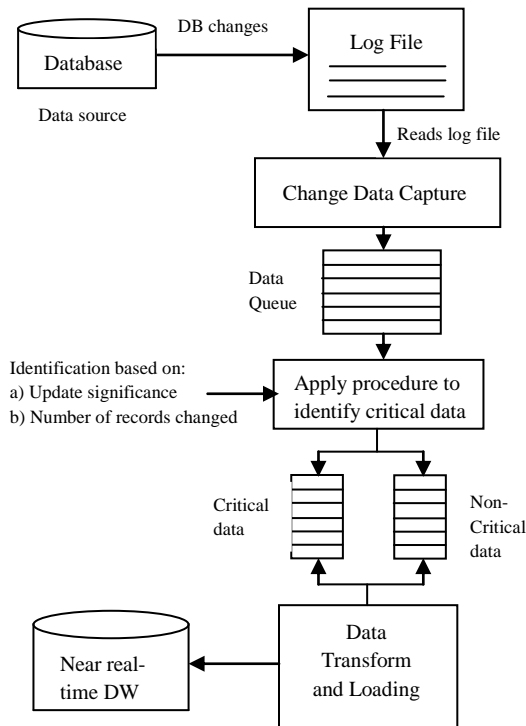 DB changes
Database
Data source
Log File
Reads log file
Change Data Capture
Data
Queue
Identification based on:
a) Update significance
b) Number of records changed
Apply procedure to
identify critical data
Critical
data
Non-
Critical
data
Data
Transform
and Loading
Near real-
time DW